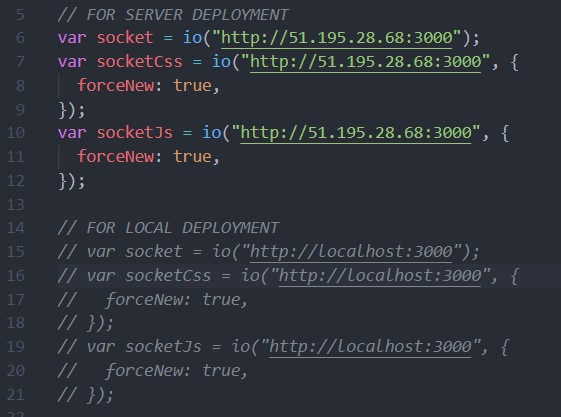 5 // FOR SERVER DEPLOYMENT
6 var socket = io("http://51.195.28.68:3000");
7 var socketCss = io("http://51.195.28.68:3000", {
8   forceNew: true,
9 });
10 var socketJs = io("http://51.195.28.68:3000", {
11   forceNew: true,
12 });
13
14 // FOR LOCAL DEPLOYMENT
15 // var socket = io("http://localhost:3000");
16 // var socketCss = io("http://localhost:3000", {
17 //   forceNew: true,
18 // });
19 // var socketJs = io("http://localhost:3000", {
20 //   forceNew: true,
21 // });